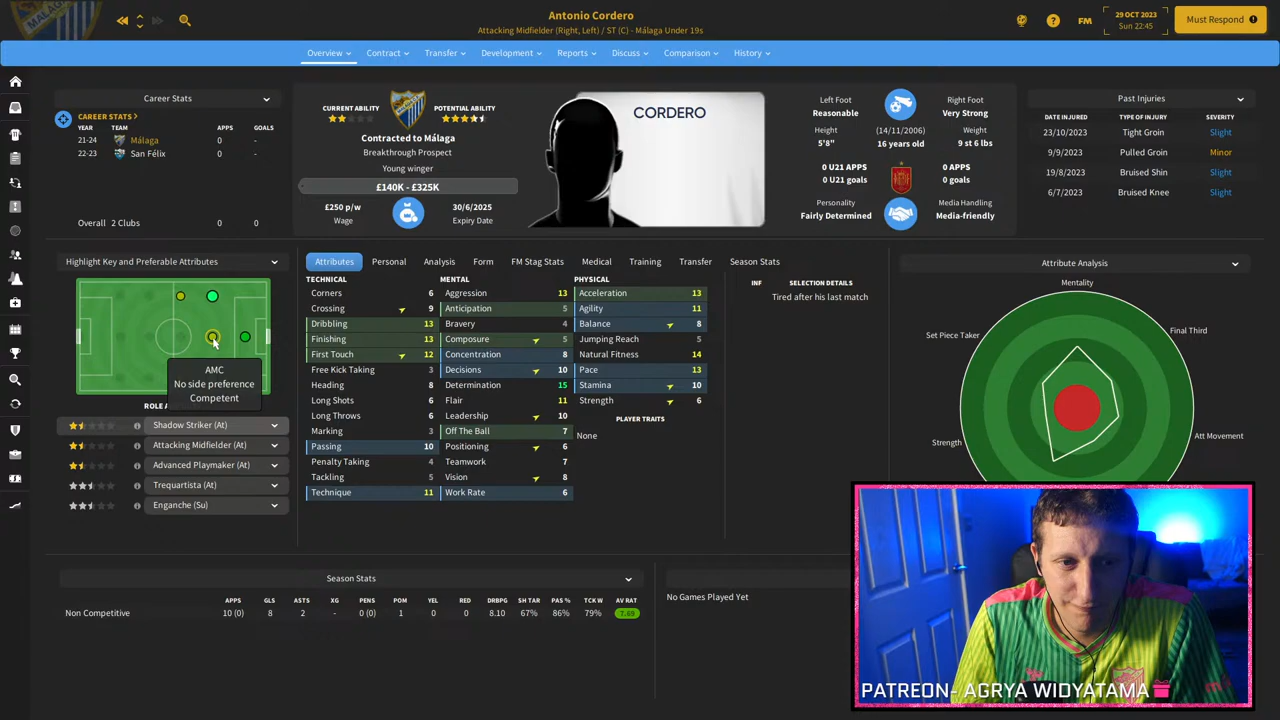 MÁLAGA
Antonio Cordero
Attacking Midfielder (Right, Left) / ST (C) - Málaga Under 19s
FM
29 OCT 2023
Sun 22:45
Must Respond
Overview
Contract
Transfer
Development
Reports
Discuss
Comparison
History
Career Stats
CAREER STATS >
YEAR TEAM APPS GOALS
21-24 Málaga 0 -
22-23 San Félix 0 -
Overall 2 Clubs 0 0
CURRENT ABILITY
POTENTIAL ABILITY
Contracted to Málaga
Breakthrough Prospect
Young winger
£140K - £325K
£250 p/w
Wage
30/6/2025
Expiry Date
CORDERO
Left Foot
Reasonable
Right Foot
Very Strong
Height
5'8"
(14/11/2006)
16 years old
Weight
9 st 6 lbs
0 U21 APPS
0 U21 goals
0 APPS
0 goals
Personality
Fairly Determined
Media Handling
Media-friendly
Past Injuries
DATE INJURED TYPE OF INJURY SEVERITY
23/10/2023 Tight Groin Slight
9/9/2023 Pulled Groin Minor
19/8/2023 Bruised Shin Slight
6/7/2023 Bruised Knee Slight
Highlight Key and Preferable Attributes
AMC
No side preference
Competent
ROLE A
Shadow Striker (At)
Attacking Midfielder (At)
Advanced Playmaker (At)
Trequartista (At)
Enganche (Su)
Attributes
Personal
Analysis
Form
FM Stag Stats
Medical
Training
Transfer
Season Stats
TECHNICAL
Corners 6
Crossing 9
Dribbling 13
Finishing 13
First Touch 12
Free Kick Taking 3
Heading 8
Long Shots 6
Long Throws 6
Marking 3
Passing 10
Penalty Taking 4
Tackling 5
Technique 11
MENTAL
Aggression 13
Anticipation 5
Bravery 4
Composure 5
Concentration 8
Decisions 10
Determination 15
Flair 11
Leadership 10
Off The Ball 7
Positioning 6
Teamwork 7
Vision 8
Work Rate 6
PHYSICAL
Acceleration 13
Agility 11
Balance 8
Jumping Reach 5
Natural Fitness 14
Pace 13
Stamina 10
Strength 6
PLAYER TRAITS
None
INF SELECTION DETAILS
Tired after his last match
Attribute Analysis
Mentality
Set Piece Taker
Final Third
Strength
Att Movement
Season Stats
APPS GLS ASTS XG PENS POM YEL RED DRBPG SH TAR PAS % TCK W AV RAT
Non Competitive 10 (0) 8 2 - 0 (0) 1 0 0 8.10 67% 86% 79% 7.69
No Games Played Yet
PATREON- AGRYA WIDYATAMA